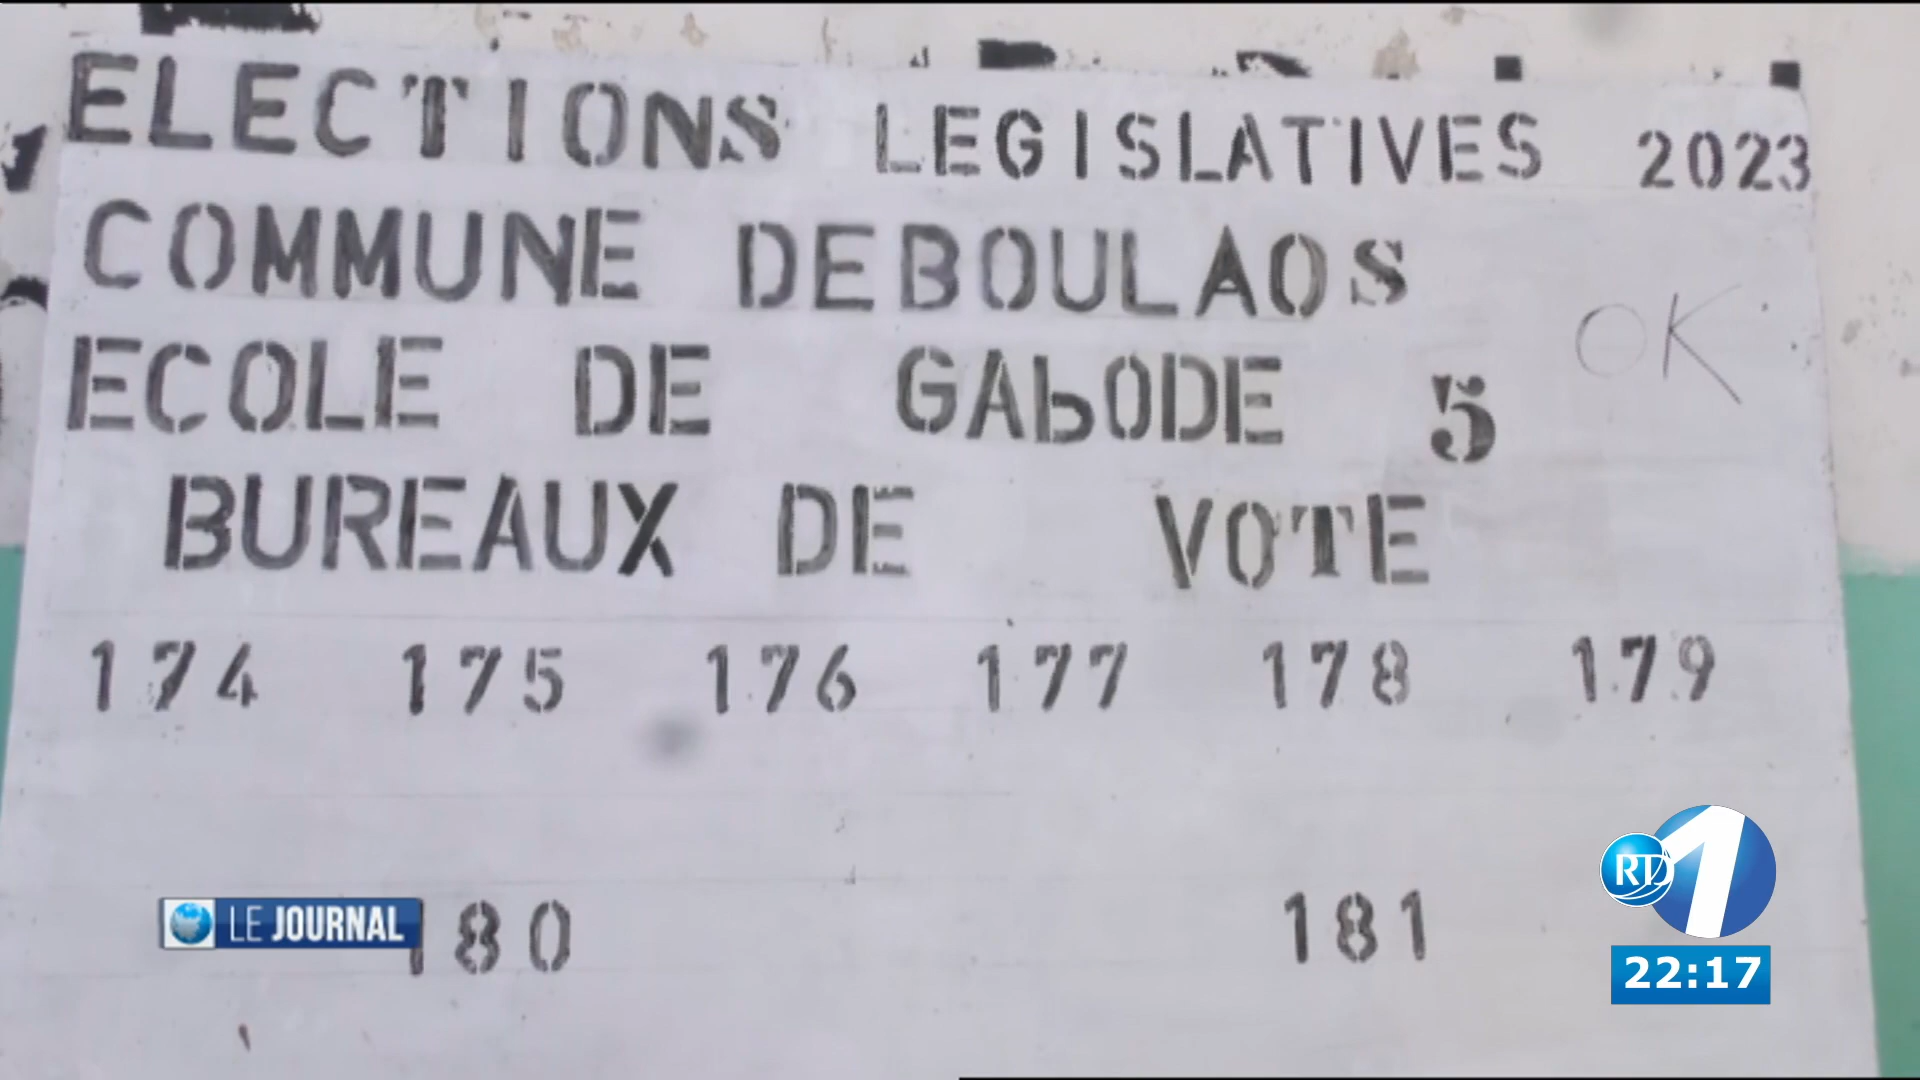 ELECTIONS LEGISLATIVES 2023
COMMUNE DEBOULAOS
OK
ECOLE DE GAbODE 5
BUREAUX DE VOTE
174 175 176 177 178 179
180 181
LE JOURNAL
RTD 1
22:17